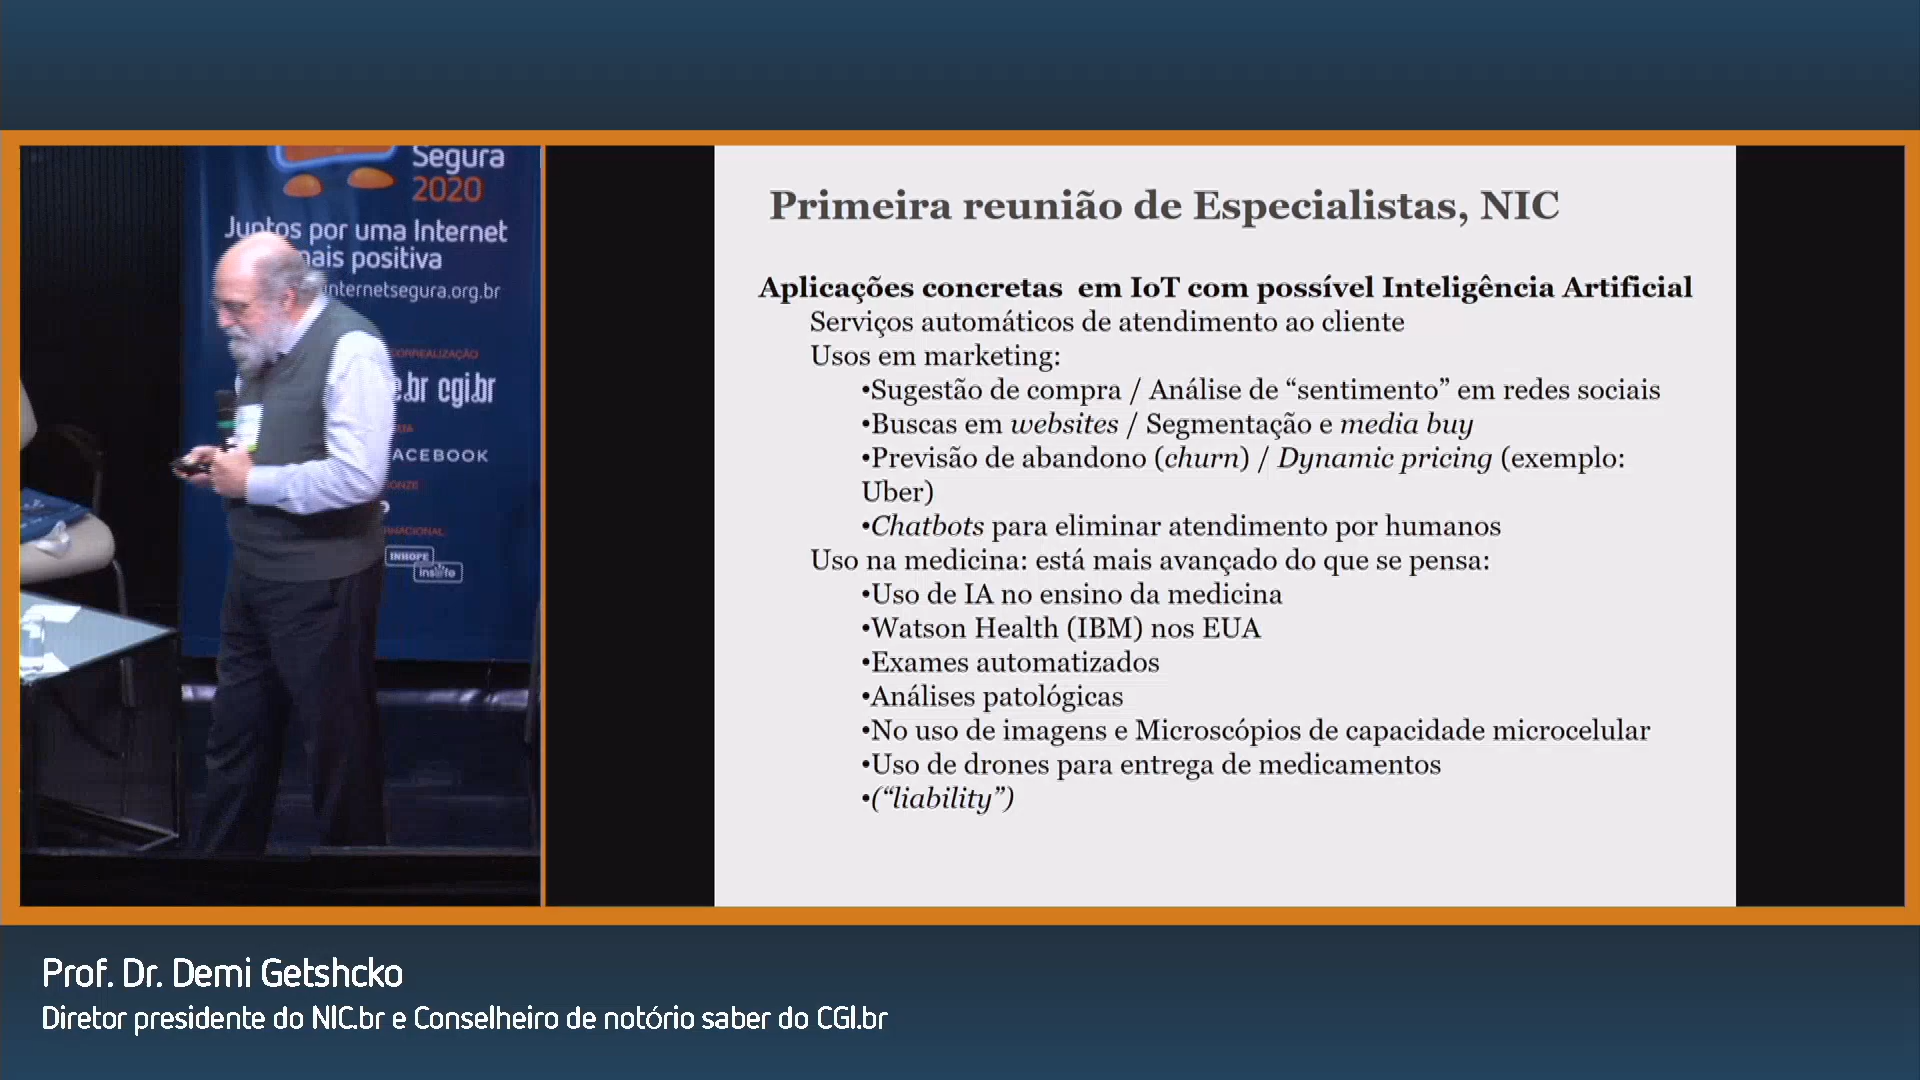 Segura
2020
Juntos por uma Internet
mais positiva
internetsegura.org.br
CORREALIZAÇÃO
cgi.br
FACEBOOK
INHOPE
insafe
Primeira reunião de Especialistas, NIC
Aplicações concretas em IoT com possível Inteligência Artificial
Serviços automáticos de atendimento ao cliente
Usos em marketing:
•Sugestão de compra / Análise de “sentimento” em redes sociais
•Buscas em websites / Segmentação e media buy
•Previsão de abandono (churn) / Dynamic pricing (exemplo:
Uber)
•Chatbots para eliminar atendimento por humanos
Uso na medicina: está mais avançado do que se pensa:
•Uso de IA no ensino da medicina
•Watson Health (IBM) nos EUA
•Exames automatizados
•Análises patológicas
•No uso de imagens e Microscópios de capacidade microcelular
•Uso de drones para entrega de medicamentos
•(“liability”)
Prof. Dr. Demi Getshcko
Diretor presidente do NIC.br e Conselheiro de notório saber do CGI.br